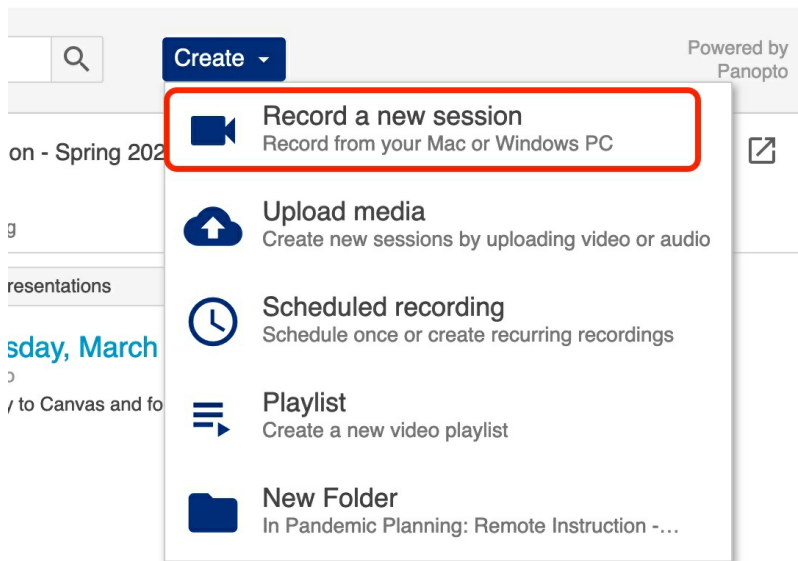 Create
Powered by
Panopto
Record a new session
Record from your Mac or Windows PC
on - Spring 202
Upload media
Create new sessions by uploading video or audio
g
resentations
Scheduled recording
Schedule once or create recurring recordings
sday, March
o
y to Canvas and fo
Playlist
Create a new video playlist
New Folder
In Pandemic Planning: Remote Instruction -...